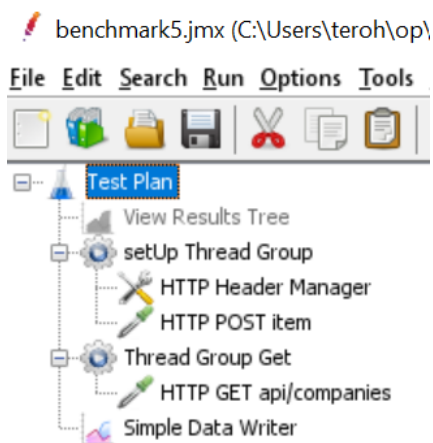 benchmark5.jmx (C:\Users\teroh\op\
File Edit Search Run Options Tools
Test Plan
View Results Tree
setUp Thread Group
HTTP Header Manager
HTTP POST item
Thread Group Get
HTTP GET api/companies
Simple Data Writer